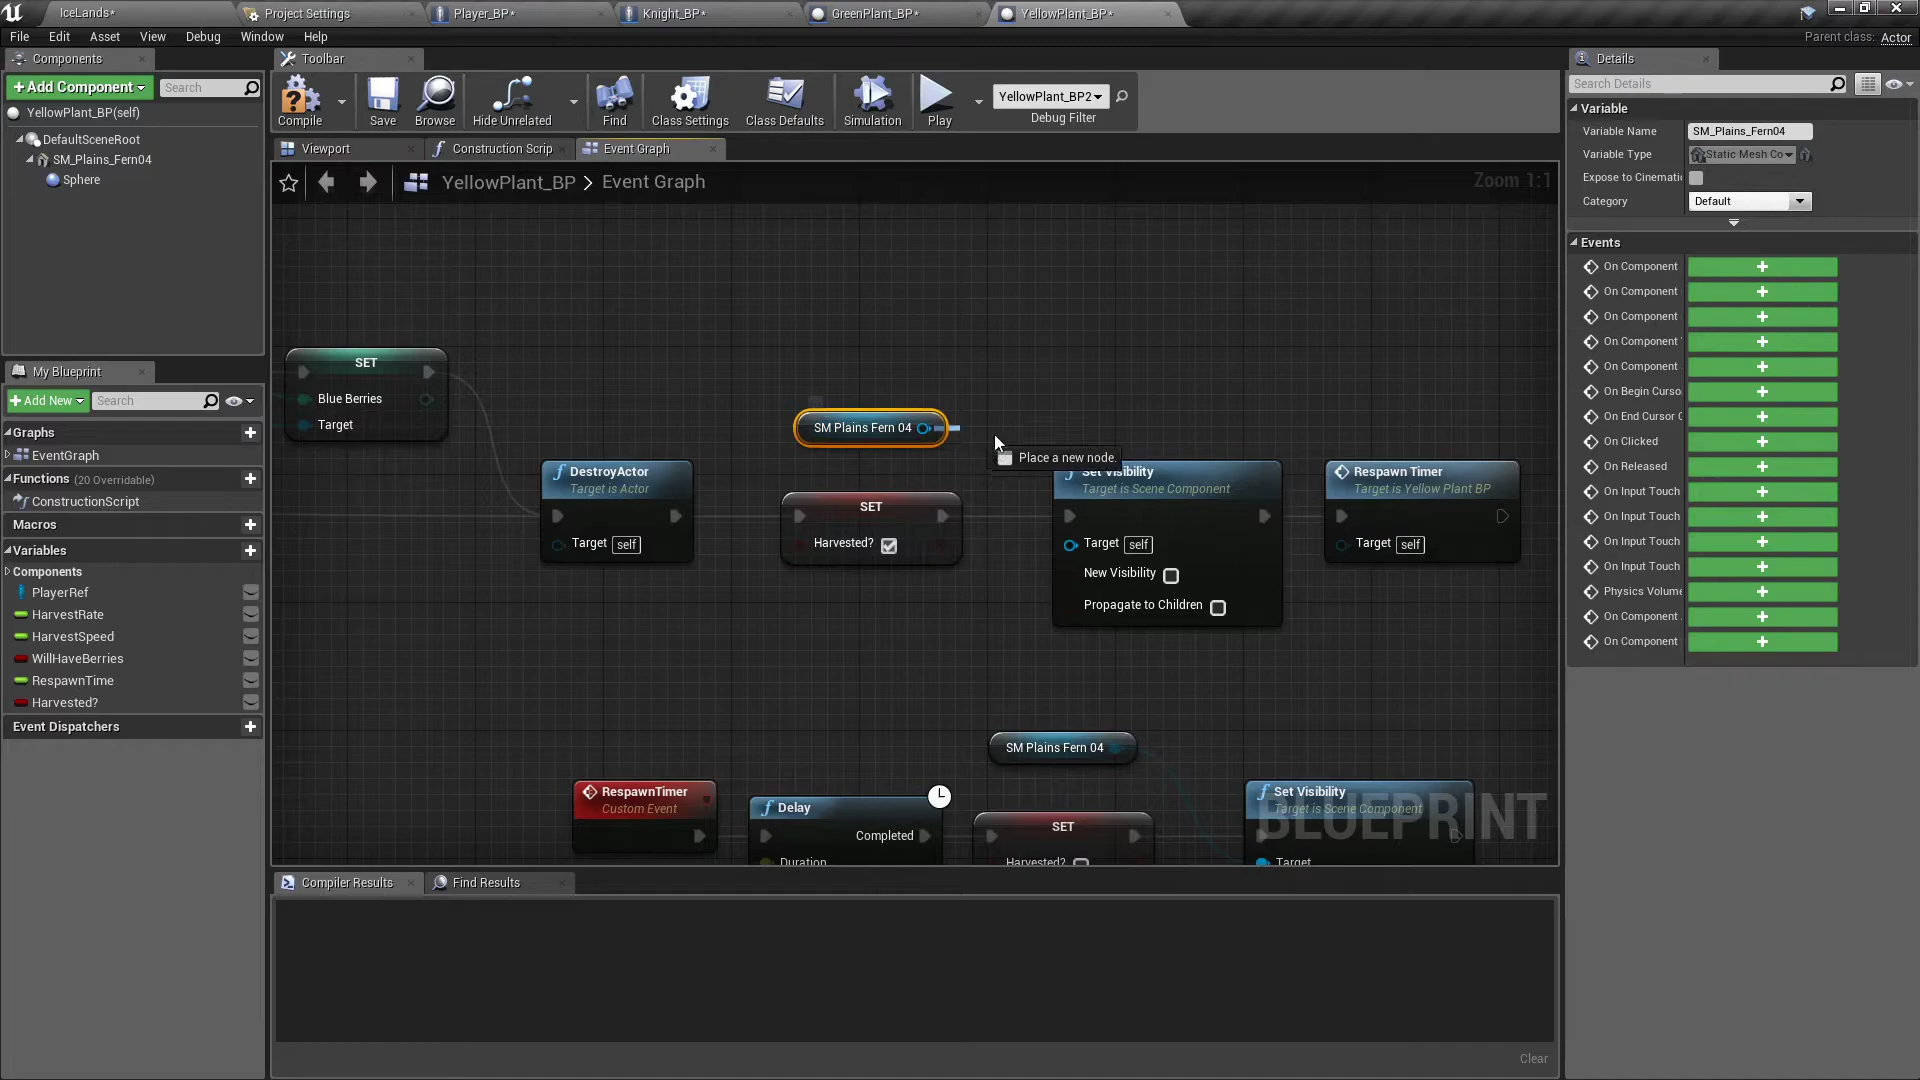 IceLands*
Project Settings
Player_BP*
Knight_BP*
GreenPlant_BP*
YellowPlant_BP*
File Edit Asset View Debug Window Help
Parent class: Actor
Components
Toolbar
Details
+Add Component
Search
Search Details
YellowPlant_BP(self)
DefaultSceneRoot
SM_Plains_Fern04
Sphere
Compile
Save
Browse
Hide Unrelated
Find
Class Settings
Class Defaults
Simulation
Play
YellowPlant_BP2
Debug Filter
Variable
Variable Name SM_Plains_Fern04
Variable Type Static Mesh Co
Expose to Cinemati
Category Default
Viewport
Construction Scrip
Event Graph
YellowPlant_BP > Event Graph
Zoom 1:1
Events
On Component
On Component
On Component
On Component
On Component
On Begin Curso
On End Cursor C
On Clicked
On Released
On Input Touch
On Input Touch
On Input Touch
On Input Touch
Physics Volume
On Component
On Component
My Blueprint
+Add New
Search
Graphs
EventGraph
Functions (20 Overridable)
ConstructionScript
Macros
Variables
Components
PlayerRef
HarvestRate
HarvestSpeed
WillHaveBerries
RespawnTime
Harvested?
Event Dispatchers
SET
Blue Berries
Target
SM Plains Fern 04
Place a new node.
DestroyActor
Target is Actor
Target self
SET
Harvested?
Set Visibility
Target is Scene Component
Target self
New Visibility
Propagate to Children
Respawn Timer
Target is Yellow Plant BP
Target self
SM Plains Fern 04
RespawnTimer
Custom Event
Delay
Completed
Duration
SET
Harvested?
Set Visibility
Target is Scene Component
Target
BLUEPRINT
Compiler Results
Find Results
Clear